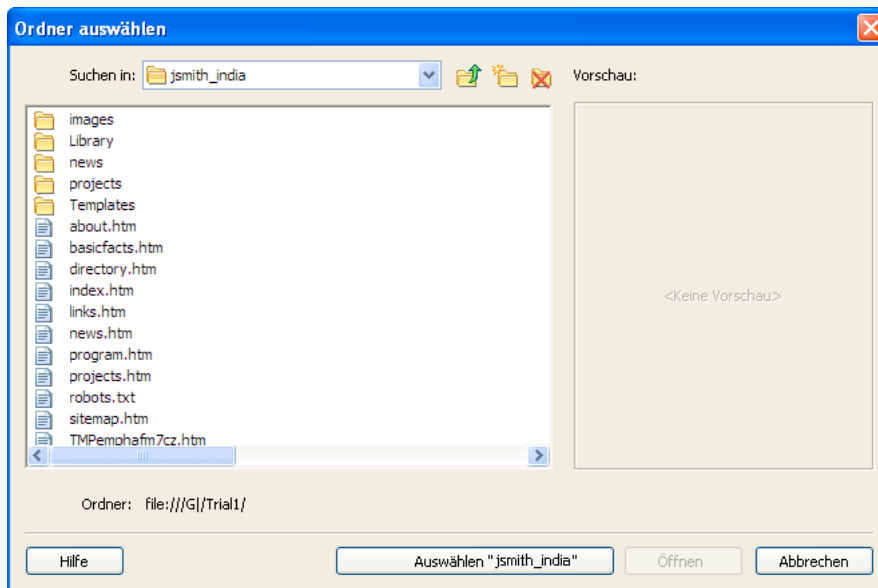 Ordner auswählen
Suchen in: jsmith_india
Vorschau:
images
Library
news
projects
Templates
about.htm
basicfacts.htm
directory.htm
index.htm
links.htm
news.htm
program.htm
projects.htm
robots.txt
sitemap.htm
TMPemphafm7cz.htm
<Keine Vorschau>
Ordner: file:///G|/Trial1/
Hilfe
Auswählen "jsmith_india"
Öffnen
Abbrechen